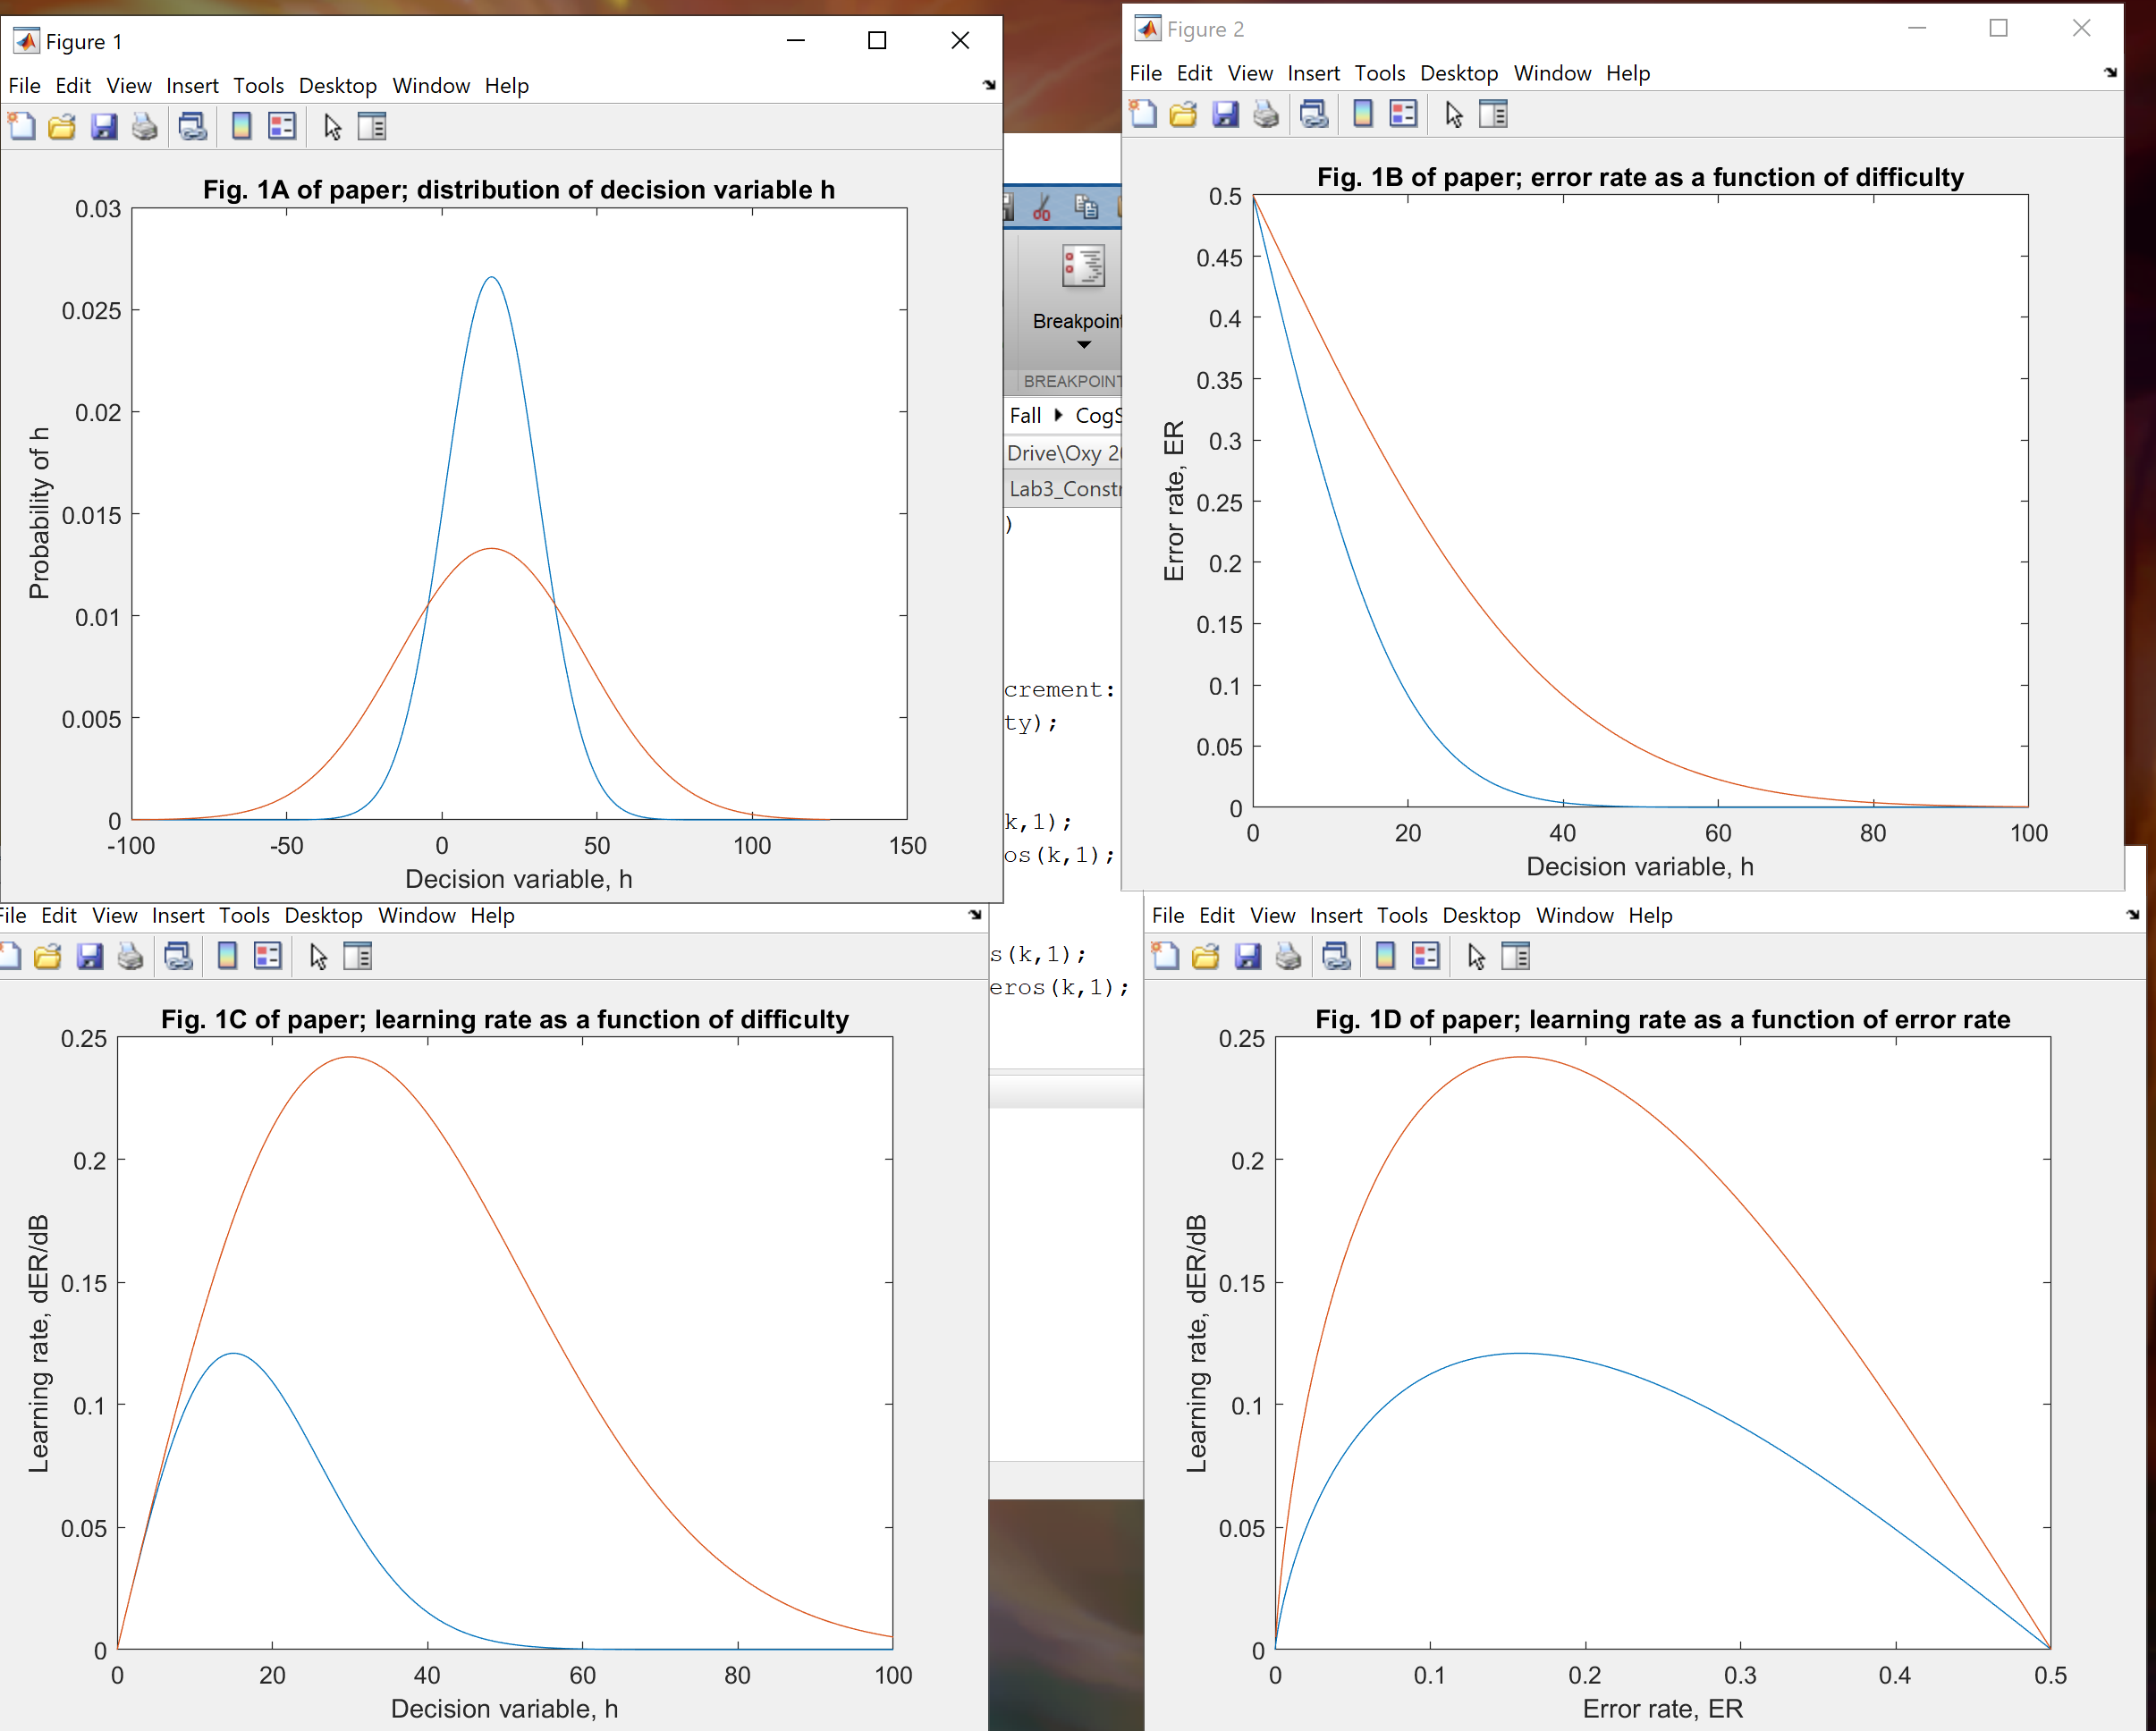 Figure 1
File Edit View Insert Tools Desktop Window Help
Fig. 1A of paper; distribution of decision variable h
0.03
0.025
0.02
0.015
0.01
0.005
0
-100 -50 0 50 100 150
Probability of h
Decision variable, h
Figure 2
File Edit View Insert Tools Desktop Window Help
Fig. 1B of paper; error rate as a function of difficulty
0.5
0.45
0.4
0.35
0.3
0.25
0.2
0.15
0.1
0.05
0
0 20 40 60 80 100
Error rate, ER
Decision variable, h
Breakpoint
BREAKPOINT
Fall CogS
Drive\Oxy 2
Lab3_Constr
)
crement:
ty);
k,1);
os(k,1);
s(k,1);
eros(k,1);
File Edit View Insert Tools Desktop Window Help
Fig. 1C of paper; learning rate as a function of difficulty
0.25
0.2
0.15
0.1
0.05
0
0 20 40 60 80 100
Learning rate, dER/dB
Decision variable, h
File Edit View Insert Tools Desktop Window Help
Fig. 1D of paper; learning rate as a function of error rate
0.25
0.2
0.15
0.1
0.05
0
0 0.1 0.2 0.3 0.4 0.5
Learning rate, dER/dB
Error rate, ER